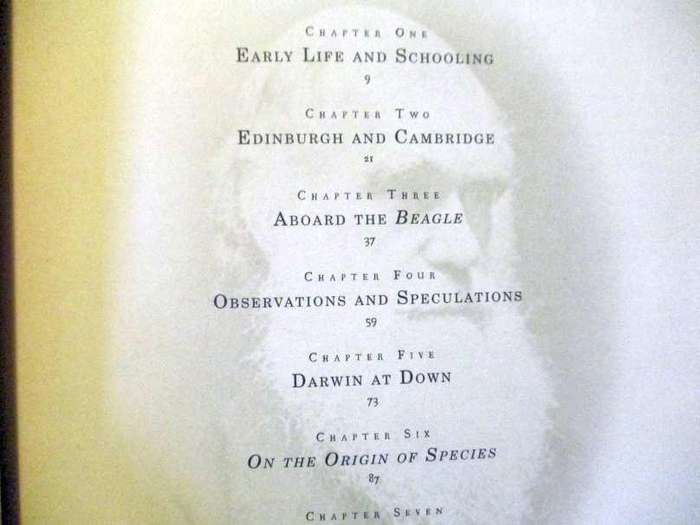 Chapter One
Early Life and Schooling
9
Chapter Two
Edinburgh and Cambridge
21
Chapter Three
Aboard the Beagle
37
Chapter Four
Observations and Speculations
59
Chapter Five
Darwin at Down
73
Chapter Six
On the Origin of Species
87
Chapter Seven